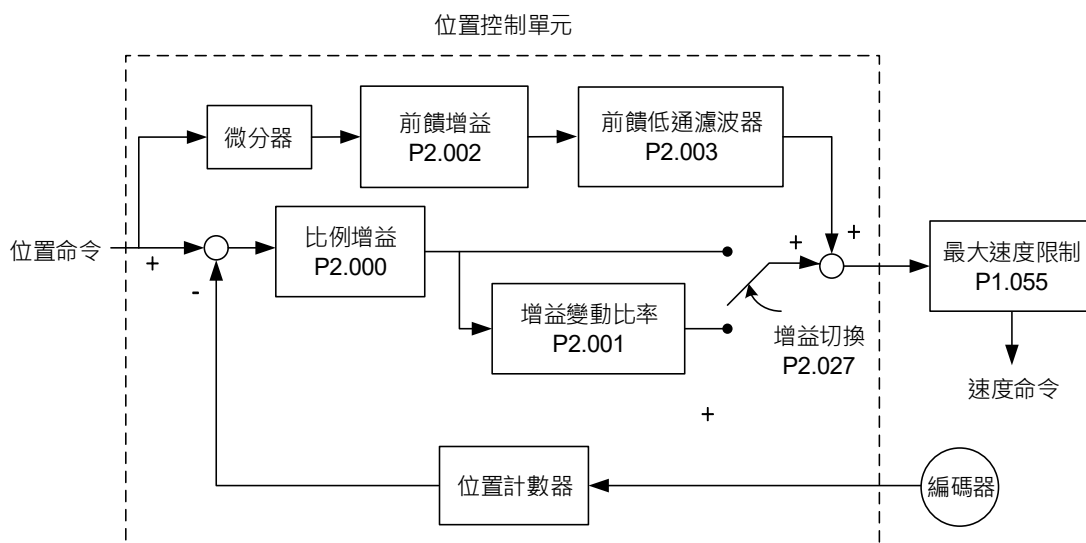 位置控制單元
微分器
前饋增益
P2.002
前饋低通濾波器
P2.003
位置命令
+
-
比例增益
P2.000
增益變動比率
P2.001
+
+
增益切換
P2.027
最大速度限制
P1.055
速度命令
+
位置計數器
編碼器